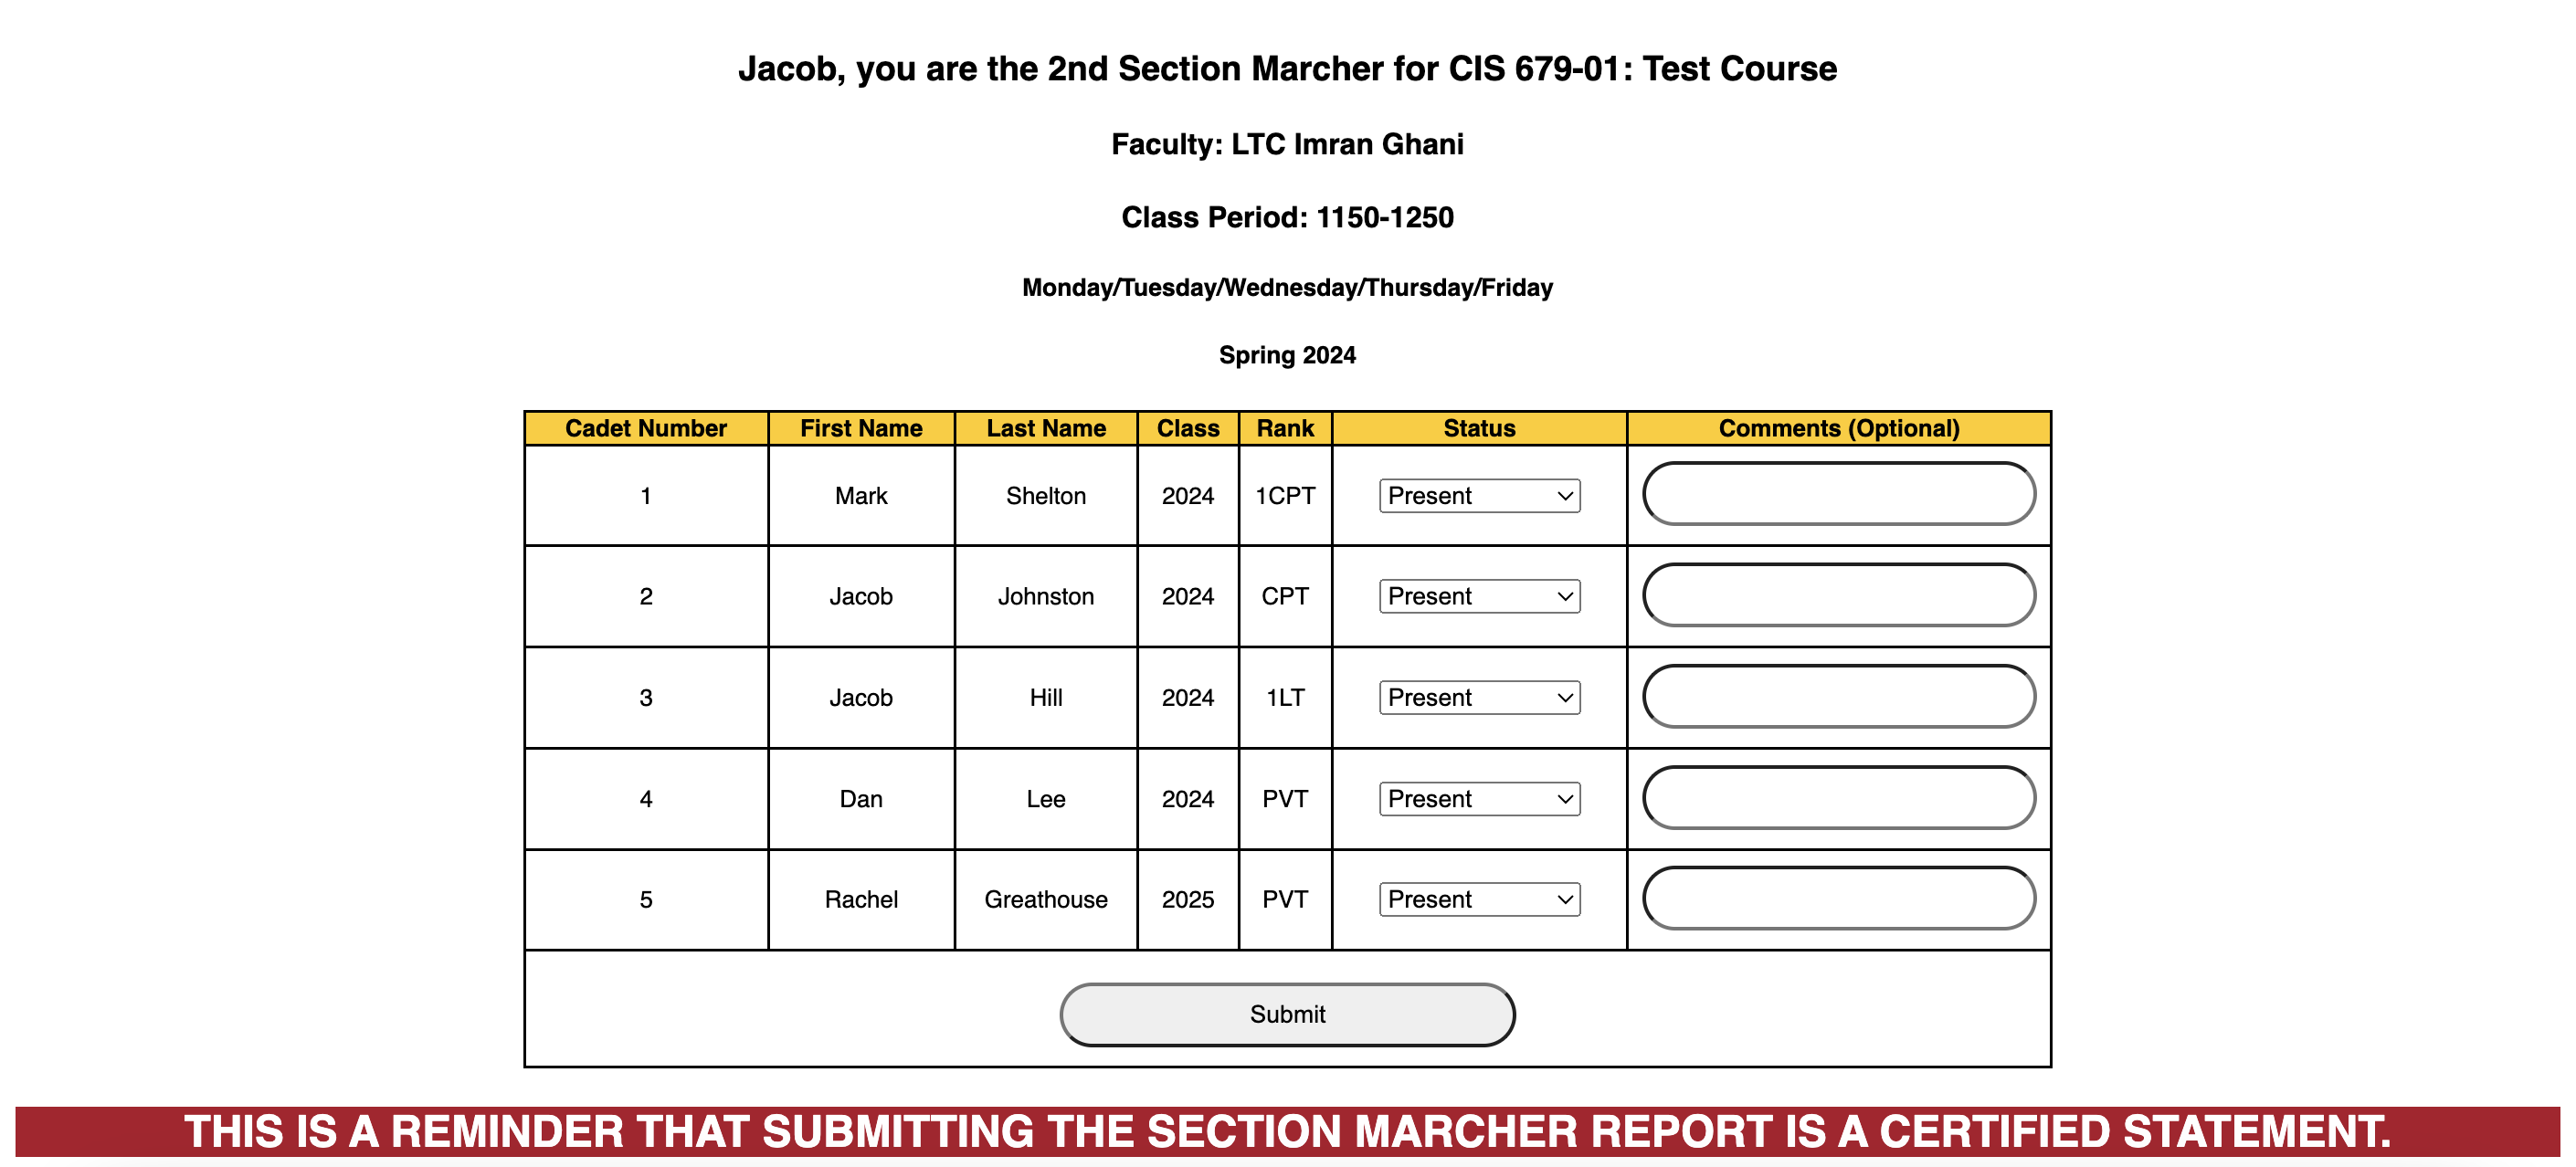 Jacob, you are the 2nd Section Marcher for CIS 679-01: Test Course
Faculty: LTC Imran Ghani
Class Period: 1150-1250
Monday/Tuesday/Wednesday/Thursday/Friday
Spring 2024
Cadet Number First Name Last Name Class Rank Status Comments (Optional)
1 Mark Shelton 2024 1CPT Present
2 Jacob Johnston 2024 CPT Present
3 Jacob Hill 2024 1LT Present
4 Dan Lee 2024 PVT Present
5 Rachel Greathouse 2025 PVT Present
Submit
THIS IS A REMINDER THAT SUBMITTING THE SECTION MARCHER REPORT IS A CERTIFIED STATEMENT.